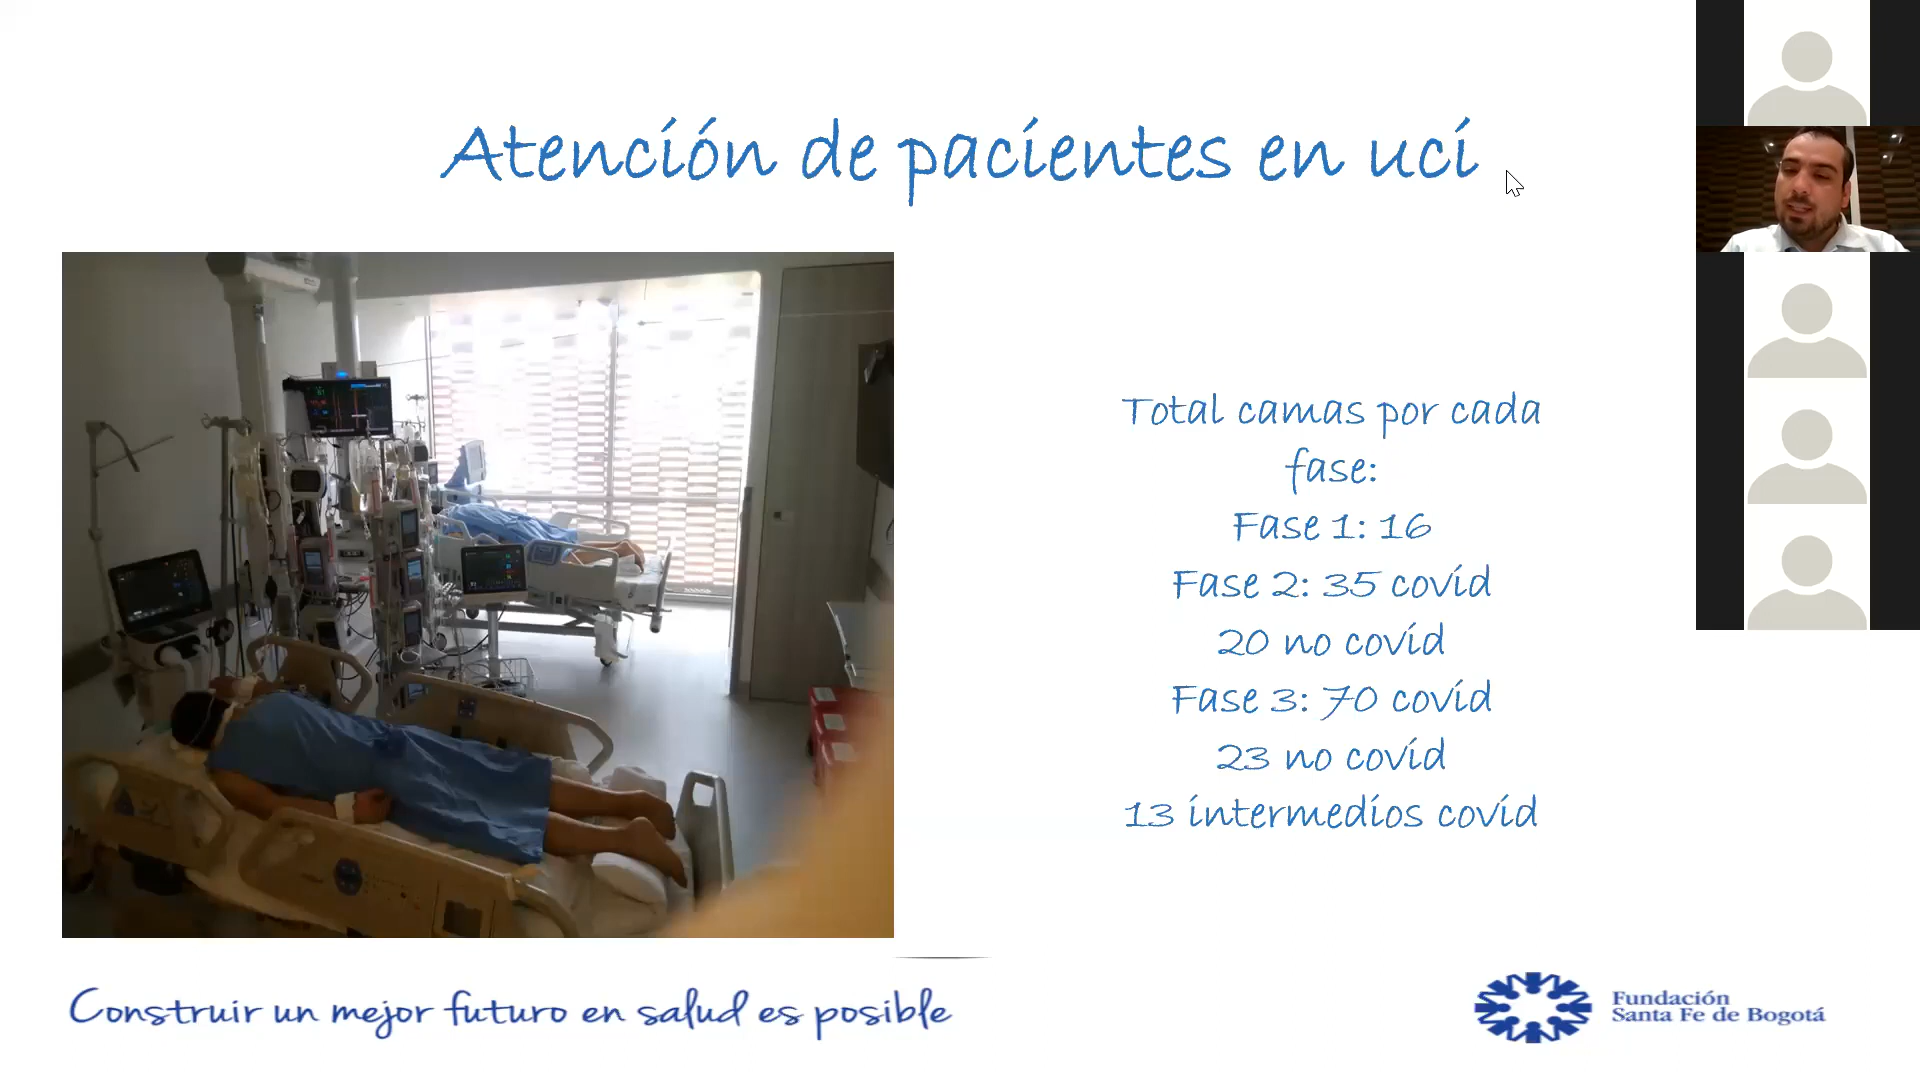 Atención de pacientes en uci
Total camas por cada
fase:
Fase 1: 16
Fase 2: 35 covid
20 no covid
Fase 3: 70 covid
23 no covid
13 intermedios covid
Construir un mejor futuro en salud es posible
Fundación
Santa Fe de Bogotá